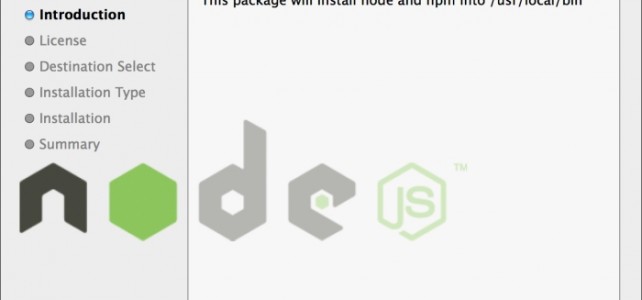 This package will install node and npm into /usr/local/bin
Introduction
License
Destination Select
Installation Type
Installation
Summary
node
JS
TM